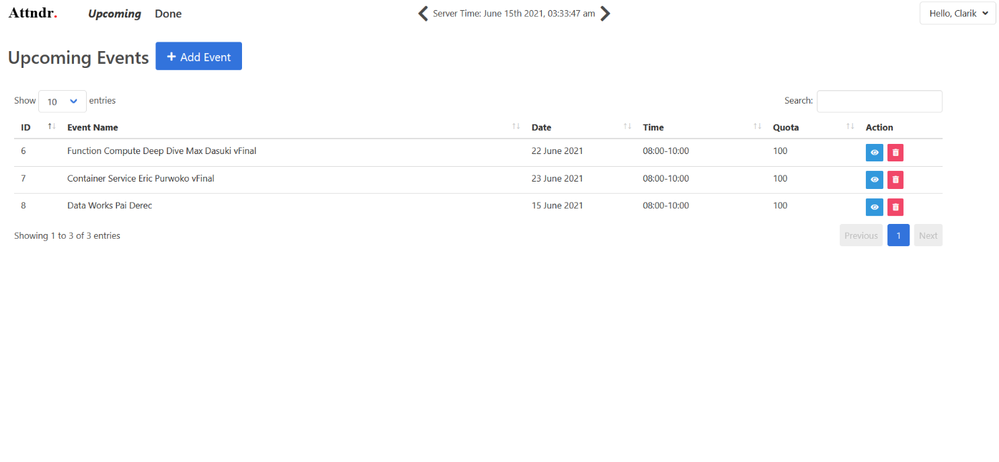 Attndr. Upcoming Done Server Time: June 15th 2021, 03:33:47 am Hello, Clarik
Upcoming Events + Add Event
Show 10 entries Search:
ID ↑↓ Event Name ↑↓ Date ↑↓ Time ↑↓ Quota ↑↓ Action
6 Function Compute Deep Dive Max Dasuki vFinal 22 June 2021 08:00-10:00 100
7 Container Service Eric Purwoko vFinal 23 June 2021 08:00-10:00 100
8 Data Works Pai Derec 15 June 2021 08:00-10:00 100
Showing 1 to 3 of 3 entries Previous 1 Next